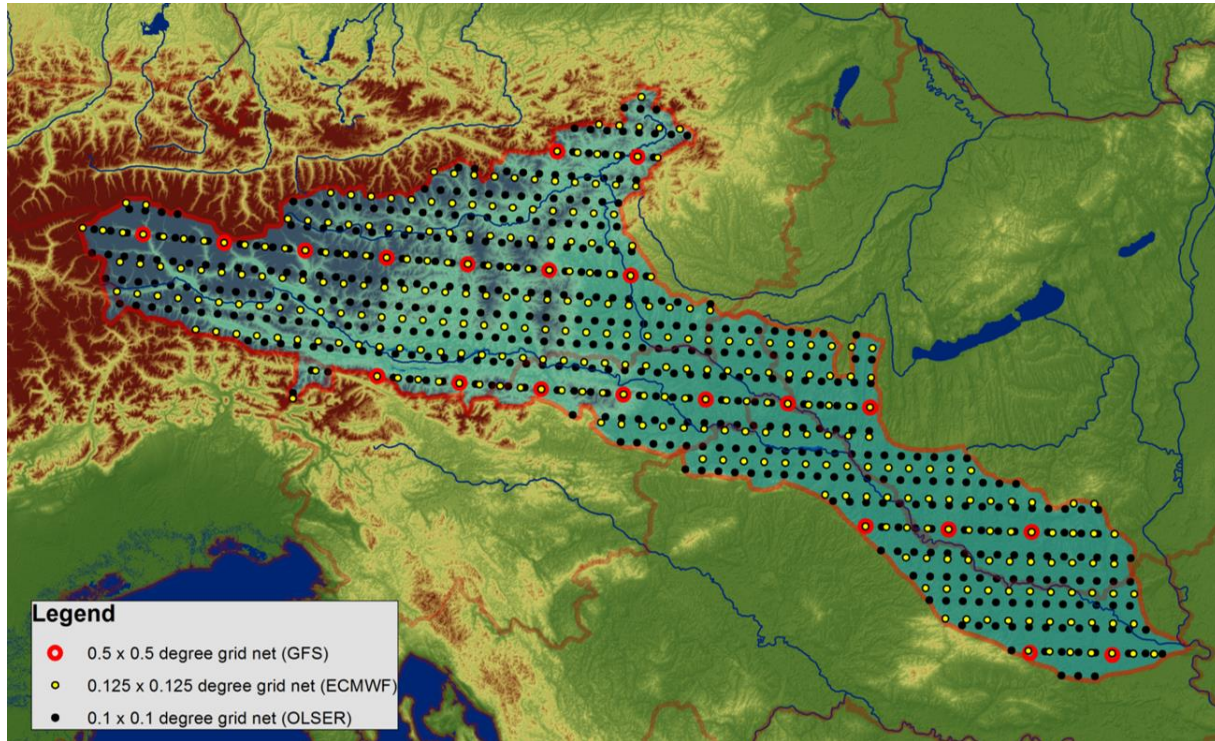 Legend
0.5 x 0.5 degree grid net (GFS)
0.125 x 0.125 degree grid net (ECMWF)
0.1 x 0.1 degree grid net (OLSER)